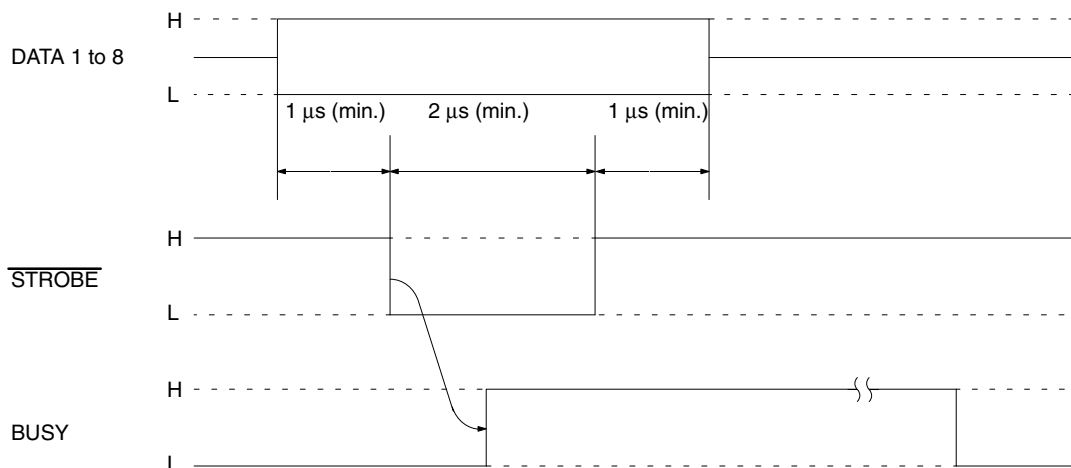 H
DATA 1 to 8
L
1 μs (min.) 2 μs (min.) 1 μs (min.)
H
STROBE
L
H
BUSY
L